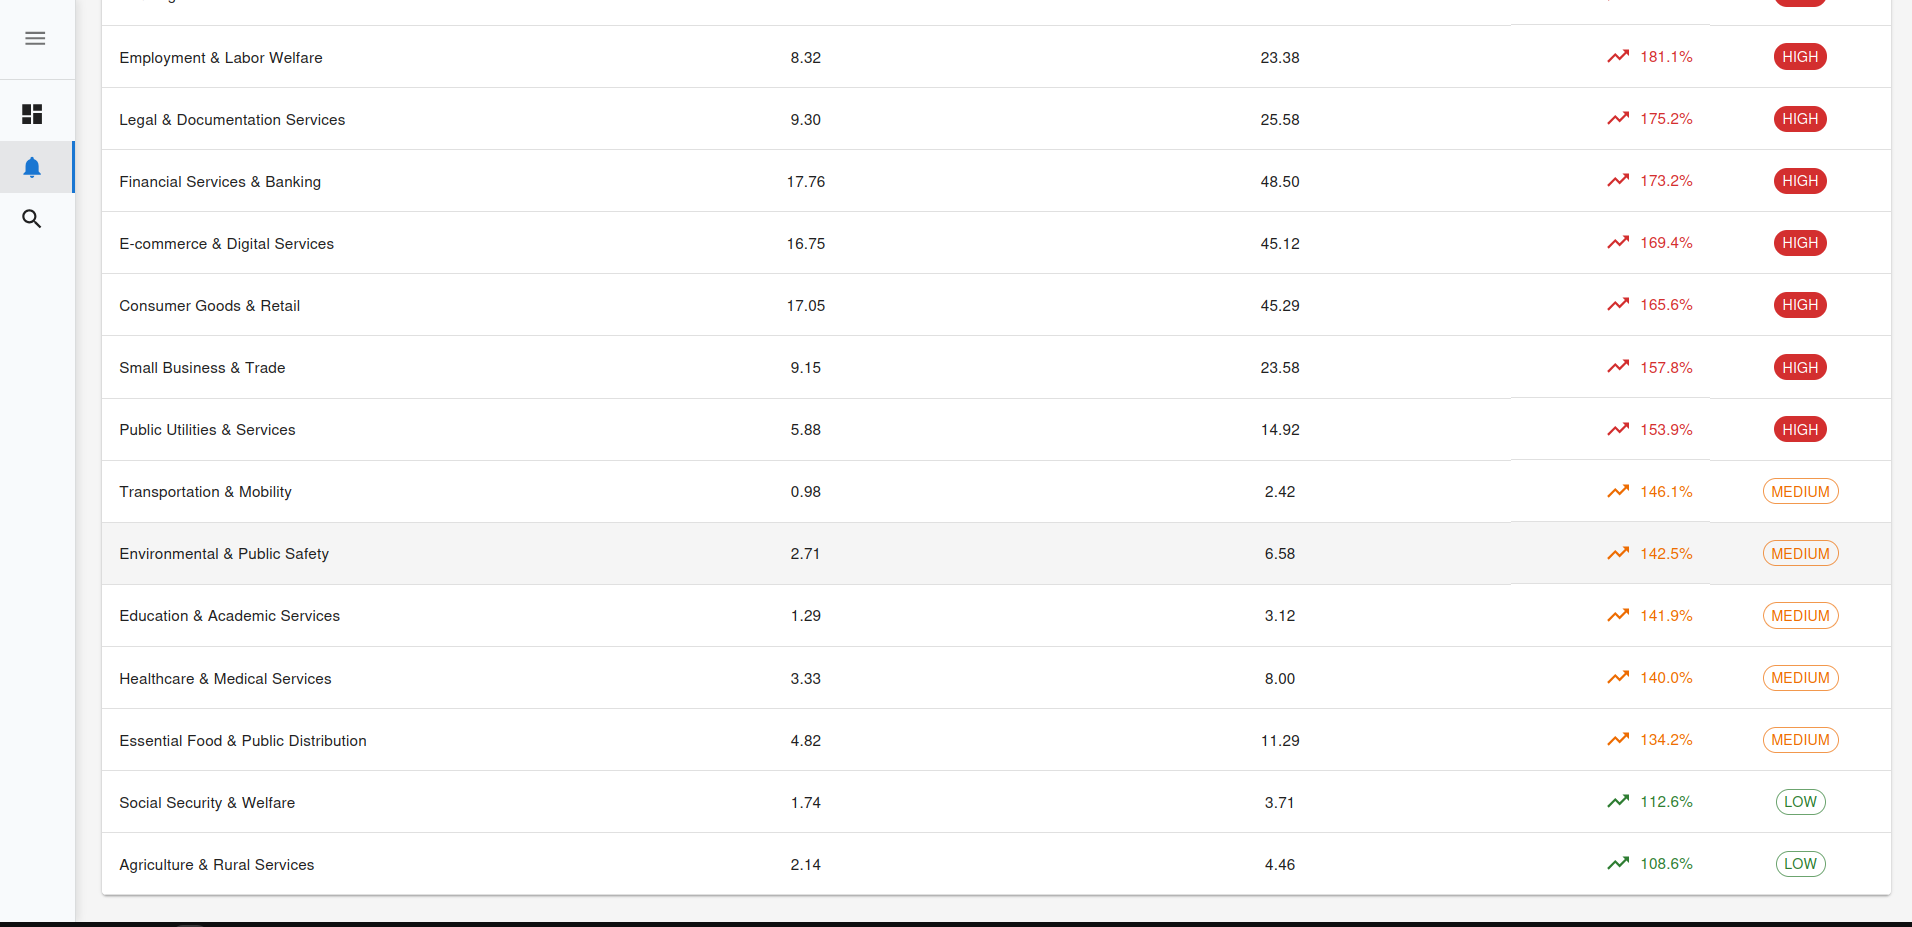 Employment & Labor Welfare 8.32 23.38 181.1% HIGH
Legal & Documentation Services 9.30 25.58 175.2% HIGH
Financial Services & Banking 17.76 48.50 173.2% HIGH
E-commerce & Digital Services 16.75 45.12 169.4% HIGH
Consumer Goods & Retail 17.05 45.29 165.6% HIGH
Small Business & Trade 9.15 23.58 157.8% HIGH
Public Utilities & Services 5.88 14.92 153.9% HIGH
Transportation & Mobility 0.98 2.42 146.1% MEDIUM
Environmental & Public Safety 2.71 6.58 142.5% MEDIUM
Education & Academic Services 1.29 3.12 141.9% MEDIUM
Healthcare & Medical Services 3.33 8.00 140.0% MEDIUM
Essential Food & Public Distribution 4.82 11.29 134.2% MEDIUM
Social Security & Welfare 1.74 3.71 112.6% LOW
Agriculture & Rural Services 2.14 4.46 108.6% LOW